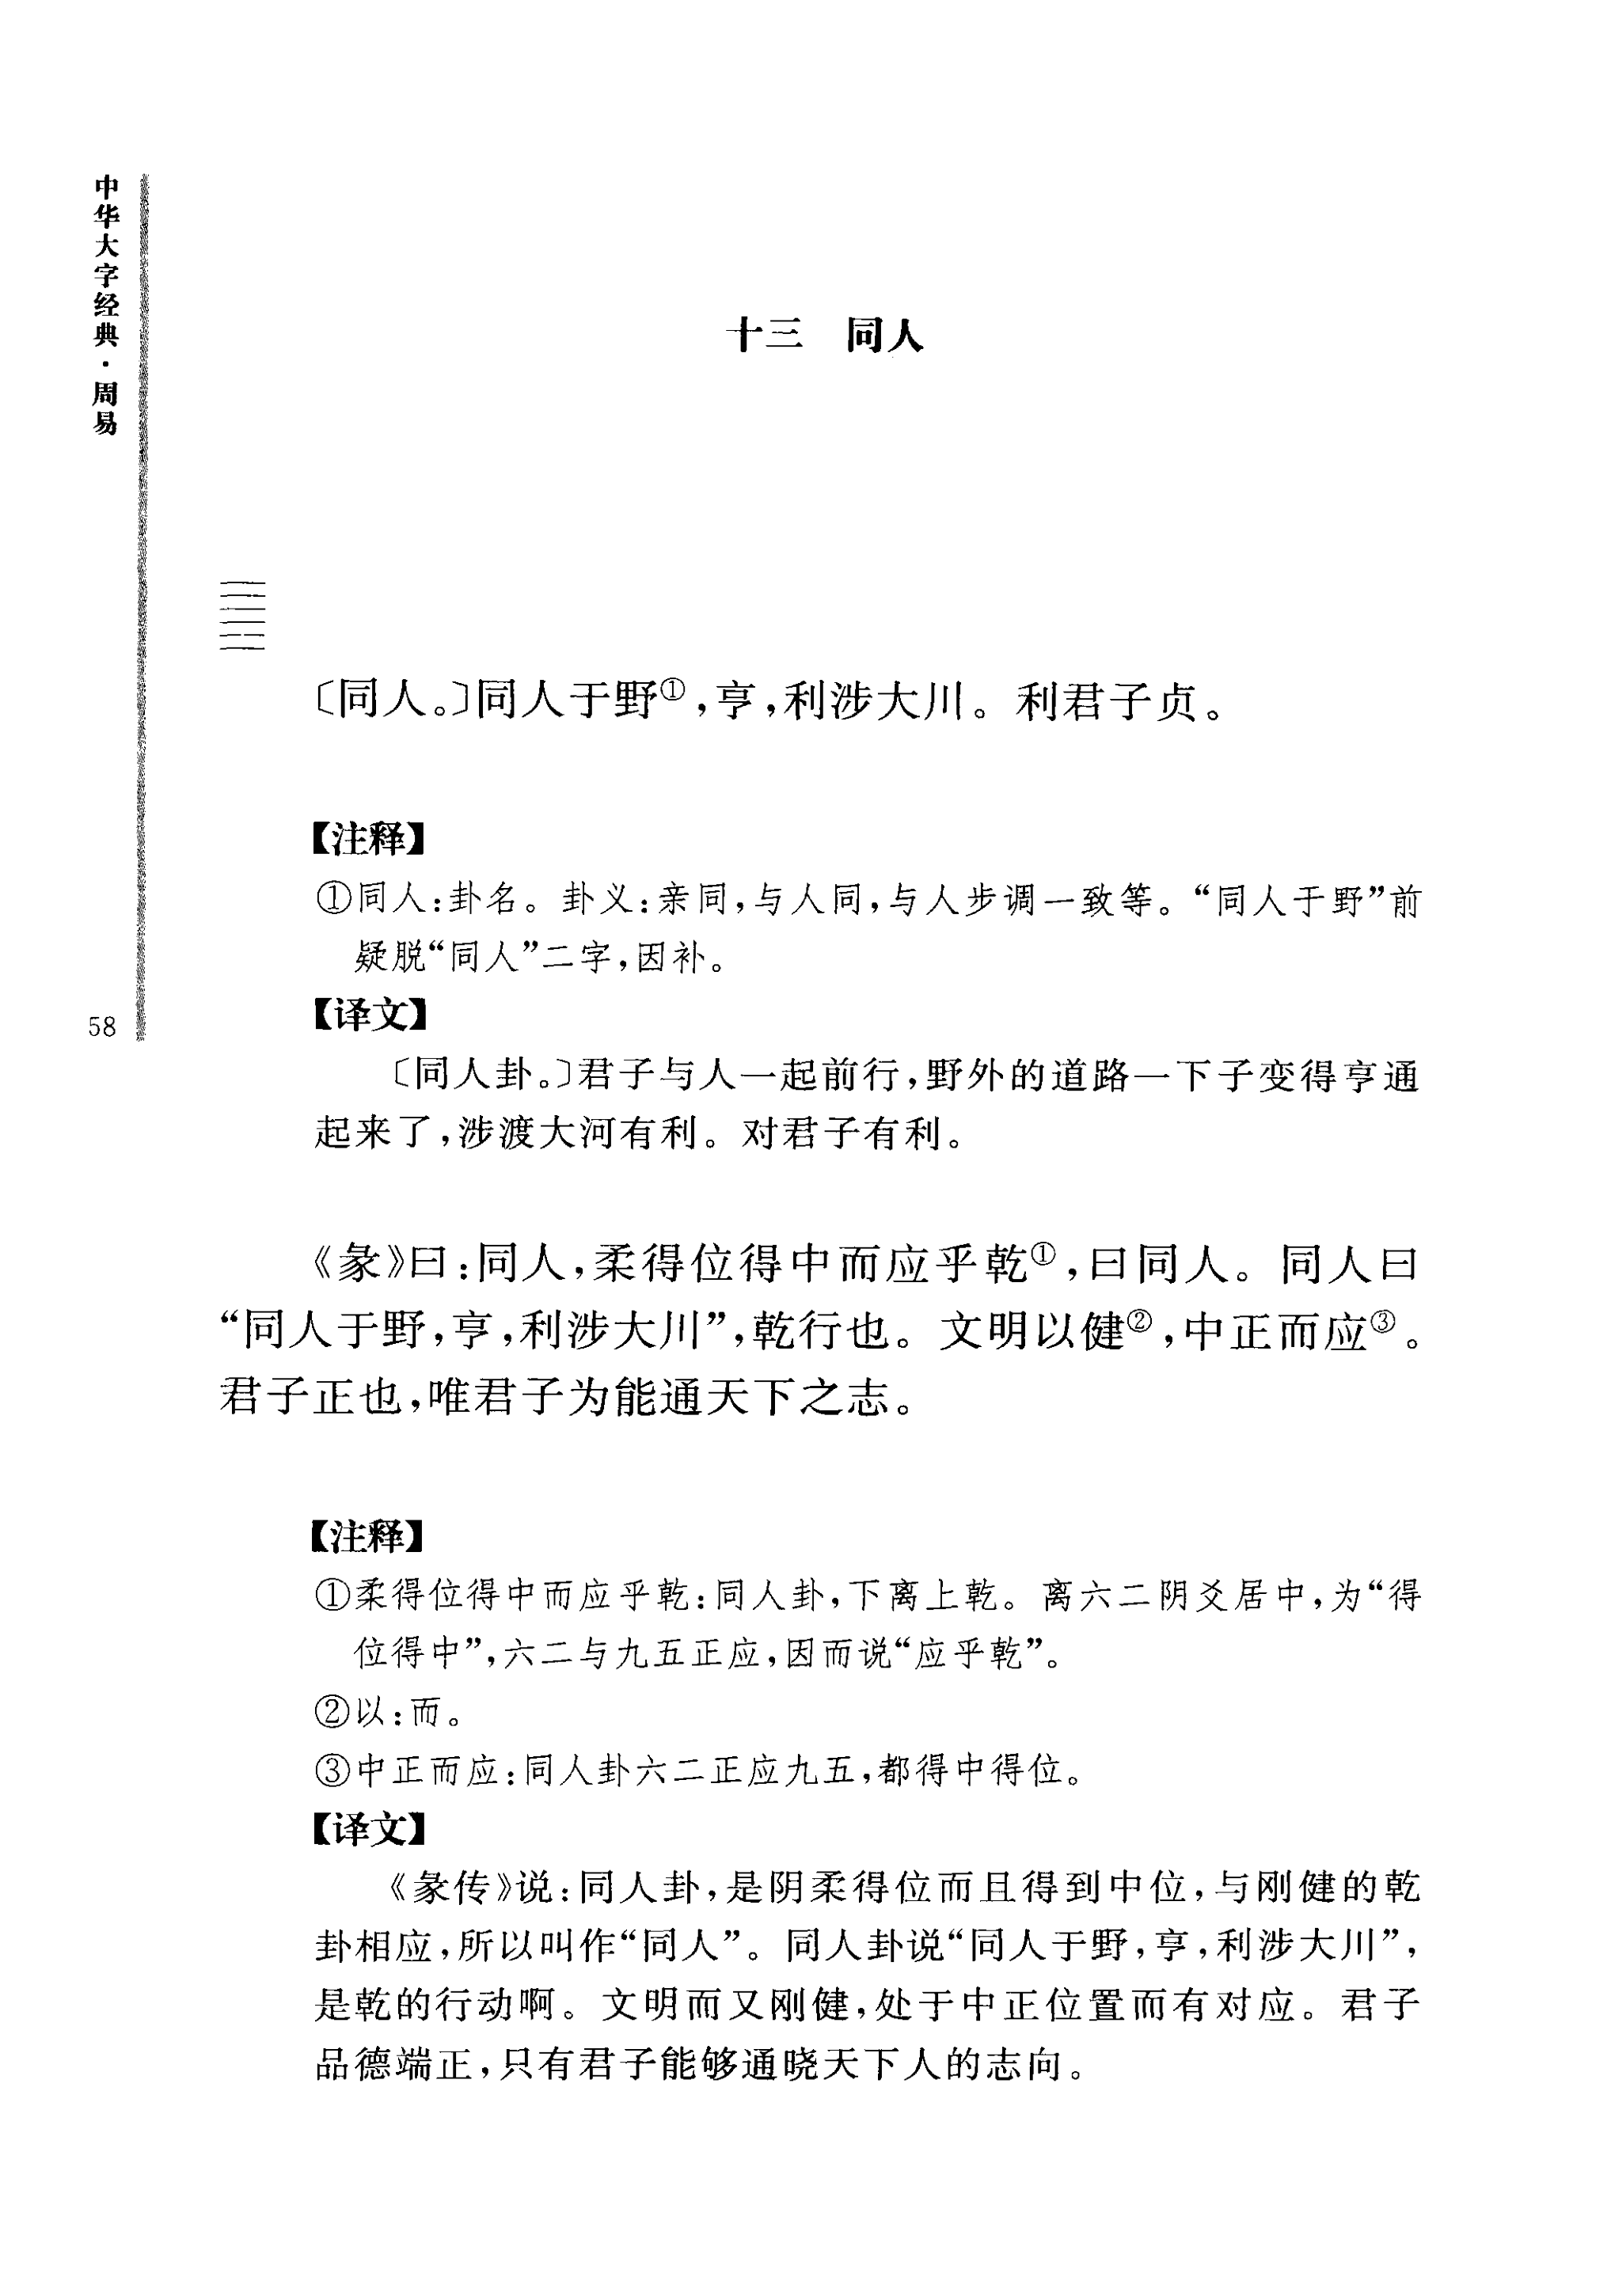 中华大字经典·周易
58
十三 同人
〔同人。〕同人于野①,亨,利涉大川。利君子贞。
【注释】
①同人:卦名。卦义:亲同,与人同,与人步调一致等。“同人于野”前
疑脱“同人”二字,因补。
【译文】
〔同人卦。〕君子与人一起前行,野外的道路一下子变得亨通
起来了,涉渡大河有利。对君子有利。
《彖》曰:同人,柔得位得中而应乎乾①,曰同人。同人曰
“同人于野,亨,利涉大川”,乾行也。文明以健②,中正而应③。
君子正也,唯君子为能通天下之志。
【注释】
①柔得位得中而应乎乾:同人卦,下离上乾。离六二阴爻居中,为“得
位得中”,六二与九五正应,因而说“应乎乾”。
②以:而。
③中正而应:同人卦六二正应九五,都得中得位。
【译文】
《彖传》说:同人卦,是阴柔得位而且得到中位,与刚健的乾
卦相应,所以叫作“同人”。同人卦说“同人于野,亨,利涉大川”,
是乾的行动啊。文明而又刚健,处于中正位置而有对应。君子
品德端正,只有君子能够通晓天下人的志向。